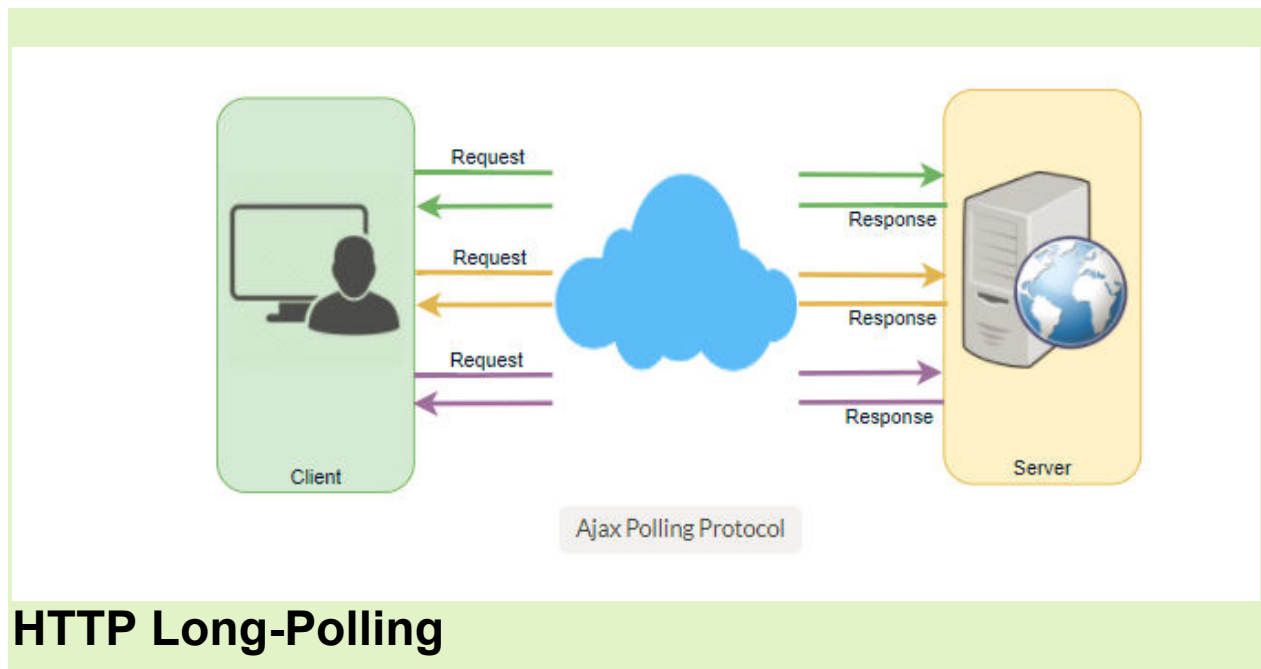 Request
Response
Request
Response
Request
Response
Client
Server
Ajax Polling Protocol
HTTP Long-Polling